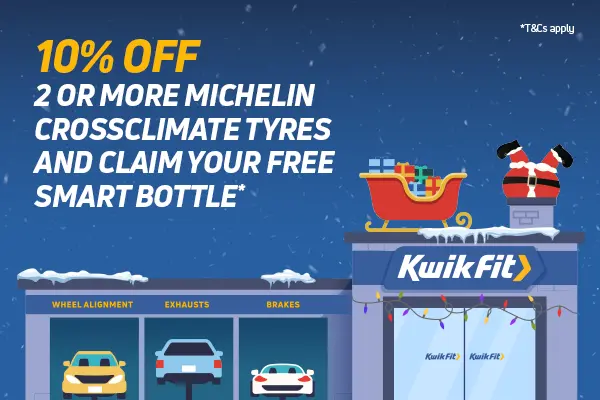 *T&Cs apply
10% OFF
2 OR MORE MICHELIN
CROSSCLIMATE TYRES
AND CLAIM YOUR FREE
SMART BOTTLE*
KwikFit
WHEEL ALIGNMENT EXHAUSTS BRAKES
KwikFit KwikFit